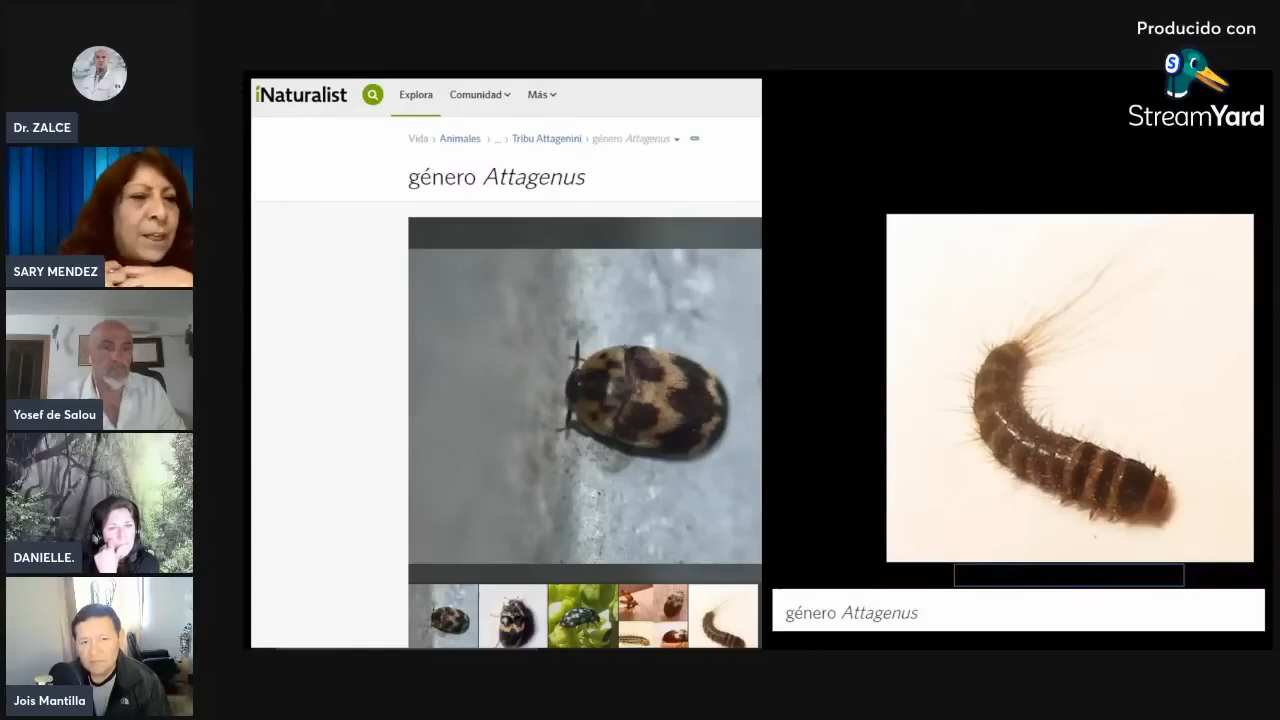 Producido con
StreamYard
Dr. ZALCE
SARY MENDEZ
Yosef de Salou
DANIELLE.
Jois Mantilla
iNaturalist
Explora
Comunidad
Más
Vida › Animales › ... › Tribu Attagenini › género Attagenus
género Attagenus
género Attagenus